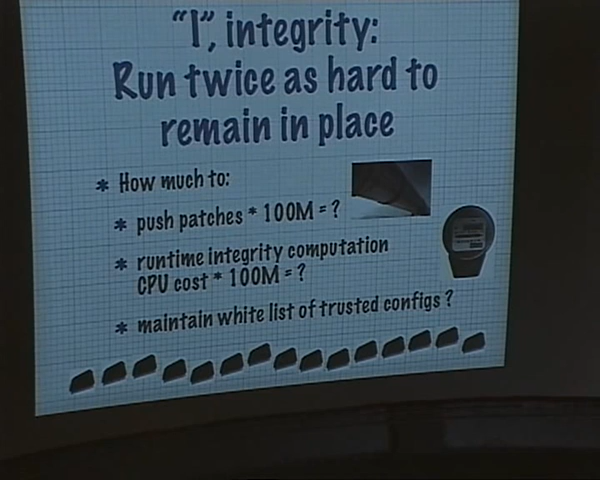 "I", integrity:
Run twice as hard to
remain in place
* How much to:
* push patches * 100M = ?
* runtime integrity computation
CPU cost * 100M = ?
* maintain white list of trusted configs ?